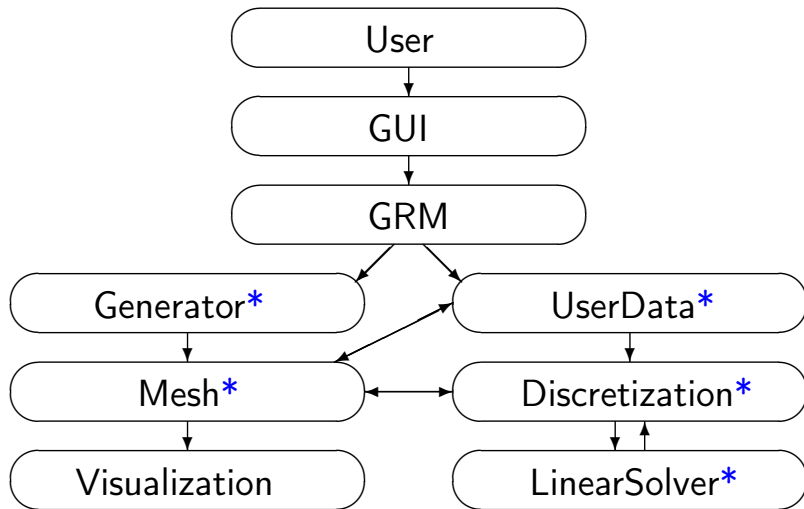 User
GUI
GRM
Generator*
UserData*
Mesh*
Discretization*
Visualization
LinearSolver*